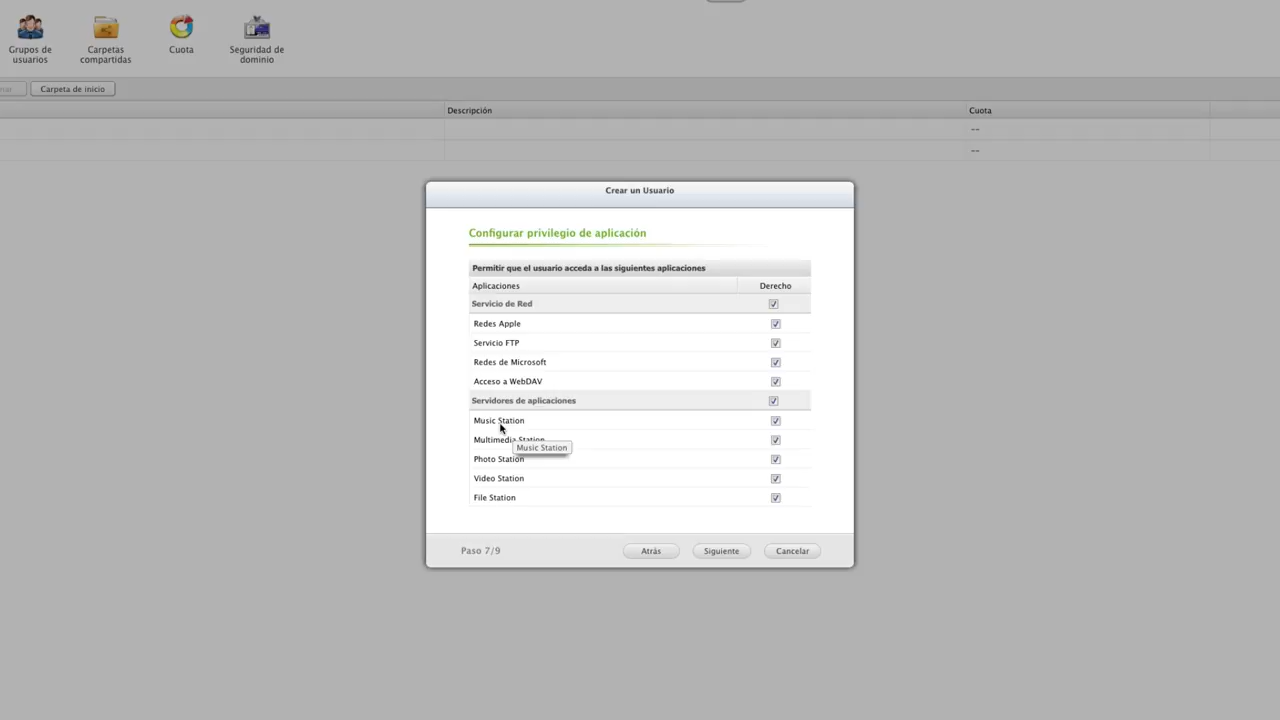 Grupos de
usuarios
Carpetas
compartidas
Cuota
Seguridad de
dominio
Carpeta de inicio
Descripción
Cuota
--
--
Crear un Usuario
Configurar privilegio de aplicación
Permitir que el usuario acceda a las siguientes aplicaciones
Aplicaciones
Derecho
Servicio de Red
Redes Apple
Servicio FTP
Redes de Microsoft
Acceso a WebDAV
Servidores de aplicaciones
Music Station
Multimedia Station
Music Station
Photo Station
Video Station
File Station
Paso 7/9
Atrás
Siguiente
Cancelar